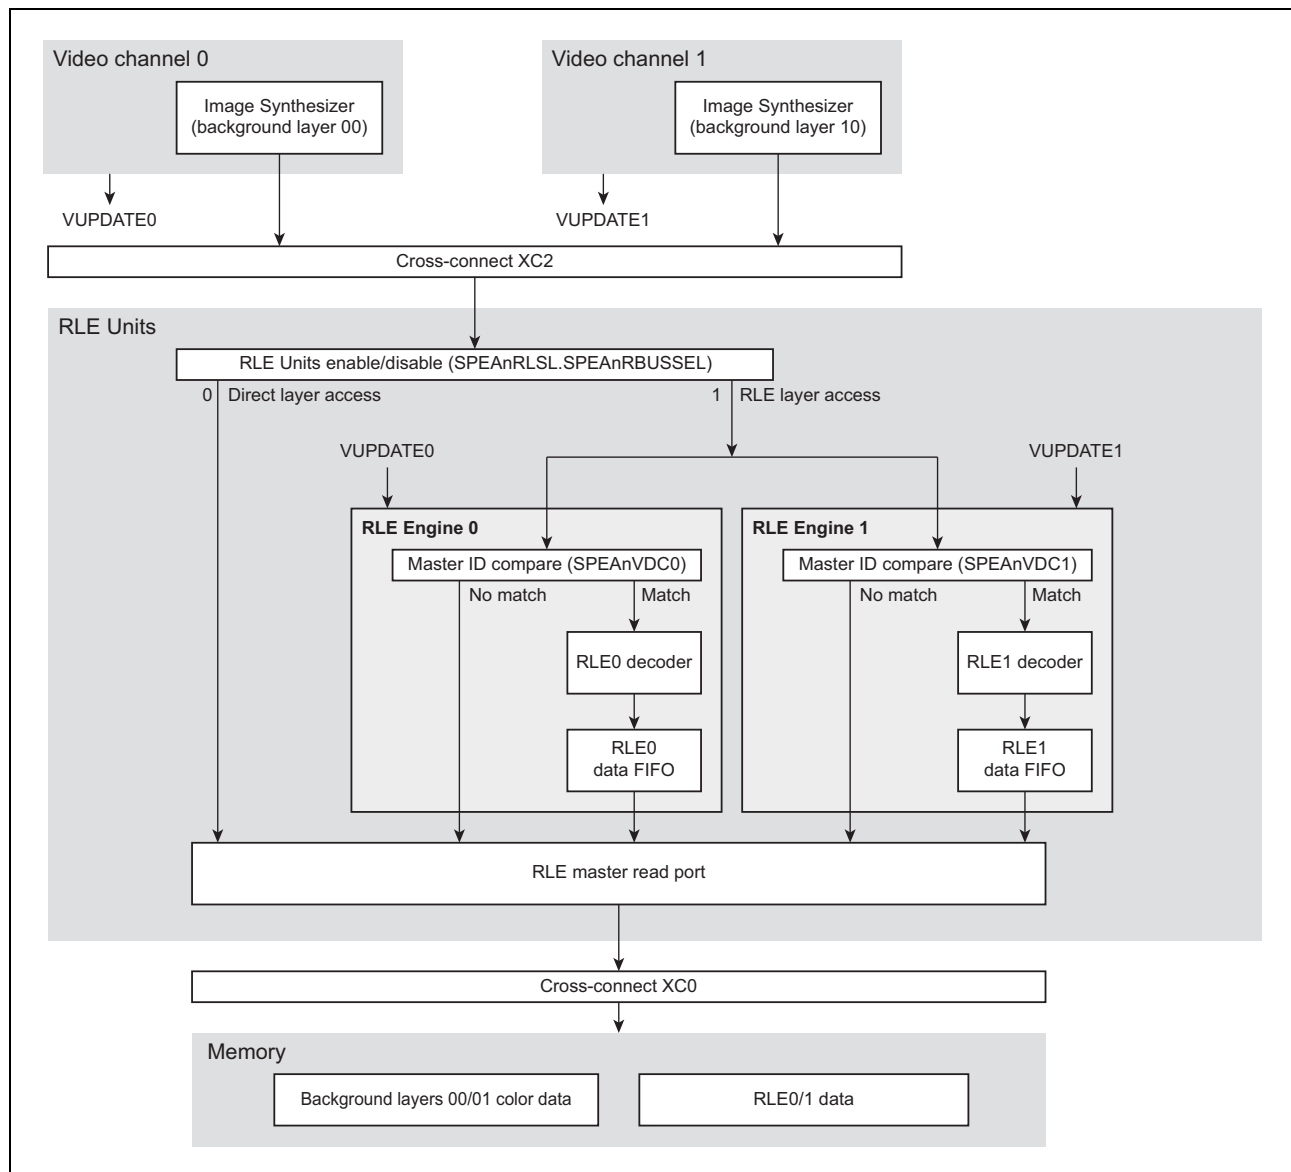 Video channel 0
Video channel 1
Image Synthesizer
(background layer 00)
Image Synthesizer
(background layer 10)
VUPDATE0
VUPDATE1
Cross-connect XC2
RLE Units
RLE Units enable/disable (SPEAnRLSL.SPEAnRBUSSEL)
0 Direct layer access
1 RLE layer access
VUPDATE0
VUPDATE1
RLE Engine 0
RLE Engine 1
Master ID compare (SPEAnVDC0)
Master ID compare (SPEAnVDC1)
No match
Match
No match
Match
RLE0 decoder
RLE1 decoder
RLE0
data FIFO
RLE1
data FIFO
RLE master read port
Cross-connect XC0
Memory
Background layers 00/01 color data
RLE0/1 data